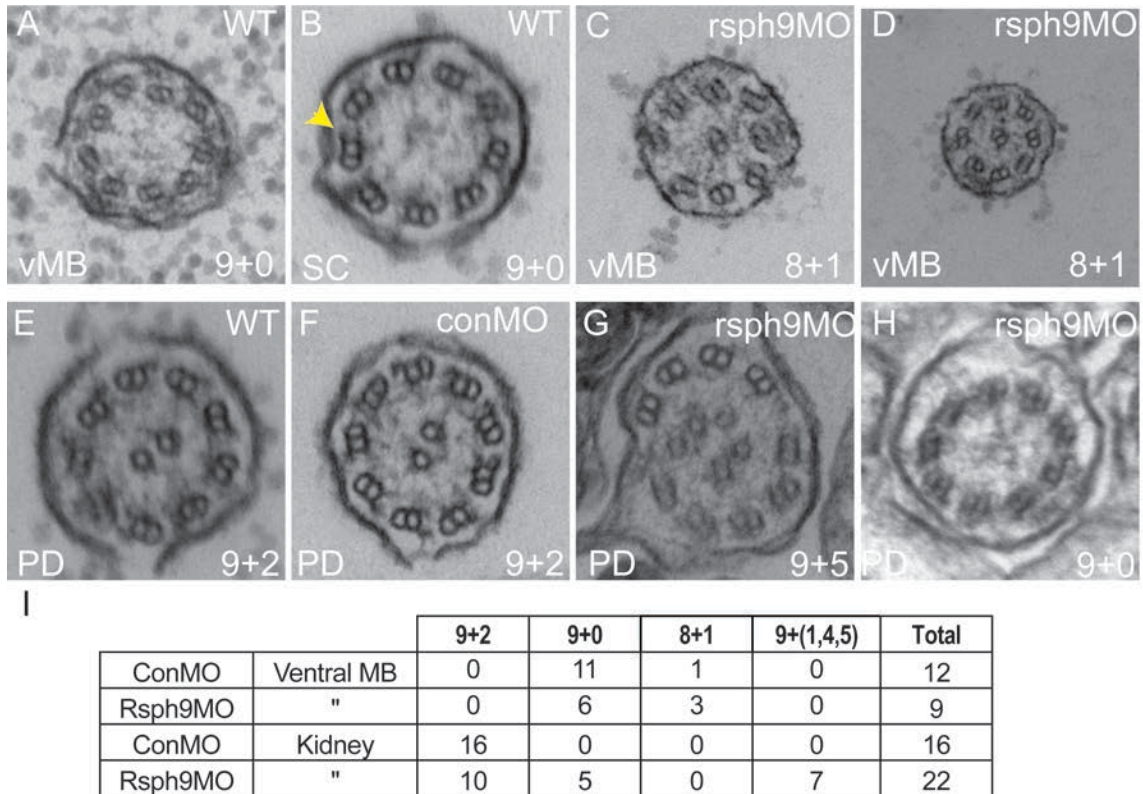 A WT
vMB 9+0
B WT
SC 9+0
C rsph9MO
vMB 8+1
D rsph9MO
vMB 8+1
E WT
PD 9+2
F conMO
PD 9+2
G rsph9MO
PD 9+5
H rsph9MO
PD 9+0
I
9+2 9+0 8+1 9+(1,4,5) Total
ConMO Ventral MB 0 11 1 0 12
Rsph9MO " 0 6 3 0 9
ConMO Kidney 16 0 0 0 16
Rsph9MO " 10 5 0 7 22